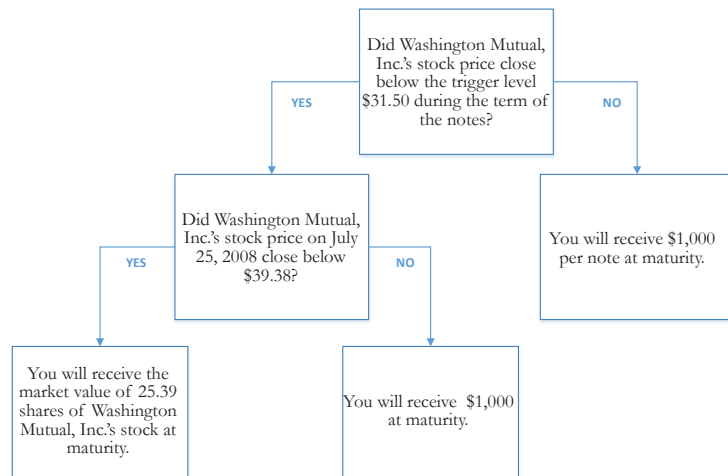 Did Washington Mutual,
Inc.'s stock price close
below the trigger level
$31.50 during the term of
the notes?
YES
NO
Did Washington Mutual,
Inc.'s stock price on July
25, 2008 close below
$39.38?
You will receive $1,000
per note at maturity.
YES
NO
You will receive the
market value of 25.39
shares of Washington
Mutual, Inc.'s stock at
maturity.
You will receive $1,000
at maturity.